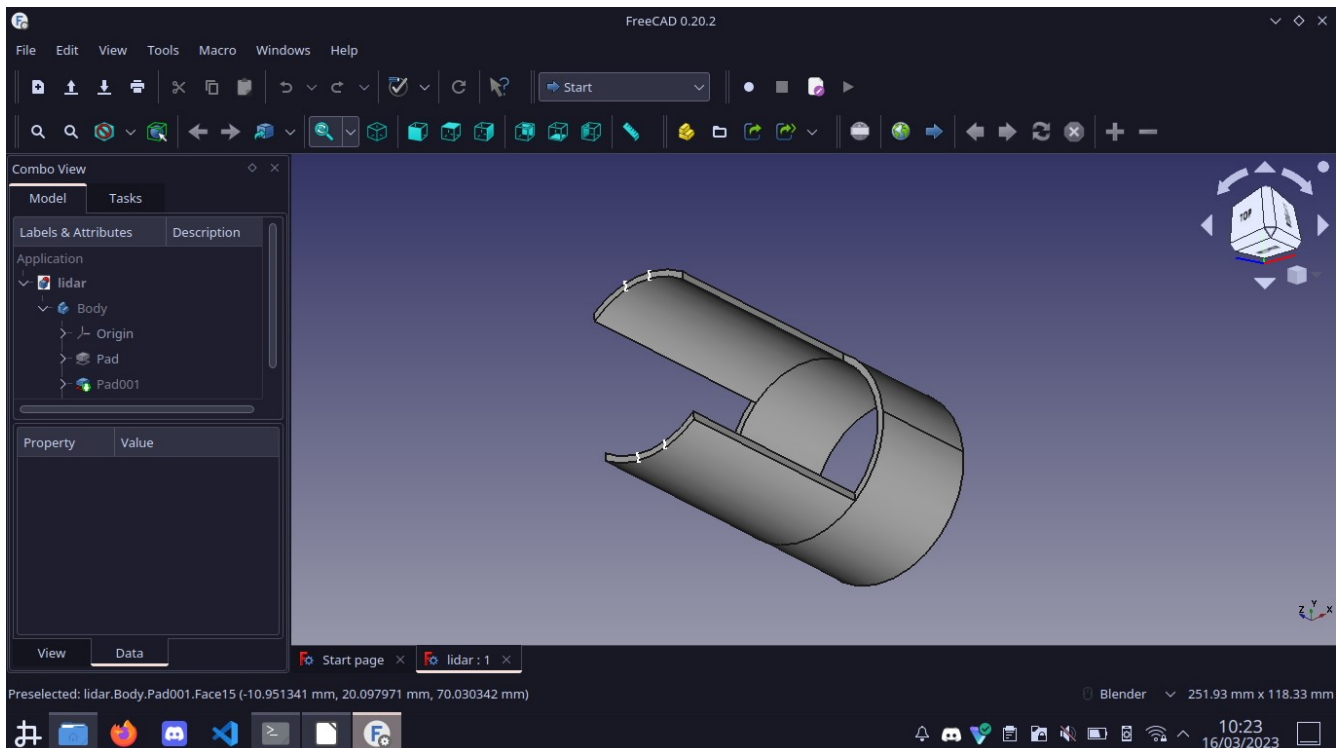 FreeCAD 0.20.2
File Edit View Tools Macro Windows Help
Start
Combo View
Model Tasks
Labels & Attributes Description
Application
lidar
Body
Origin
Pad
Pad001
Property Value
View Data
Start page lidar : 1
TOP
Z Y X
Preselected: lidar.Body.Pad001.Face15 (-10.951341 mm, 20.097971 mm, 70.030342 mm)
Blender 251.93 mm x 118.33 mm
10:23
16/03/2023